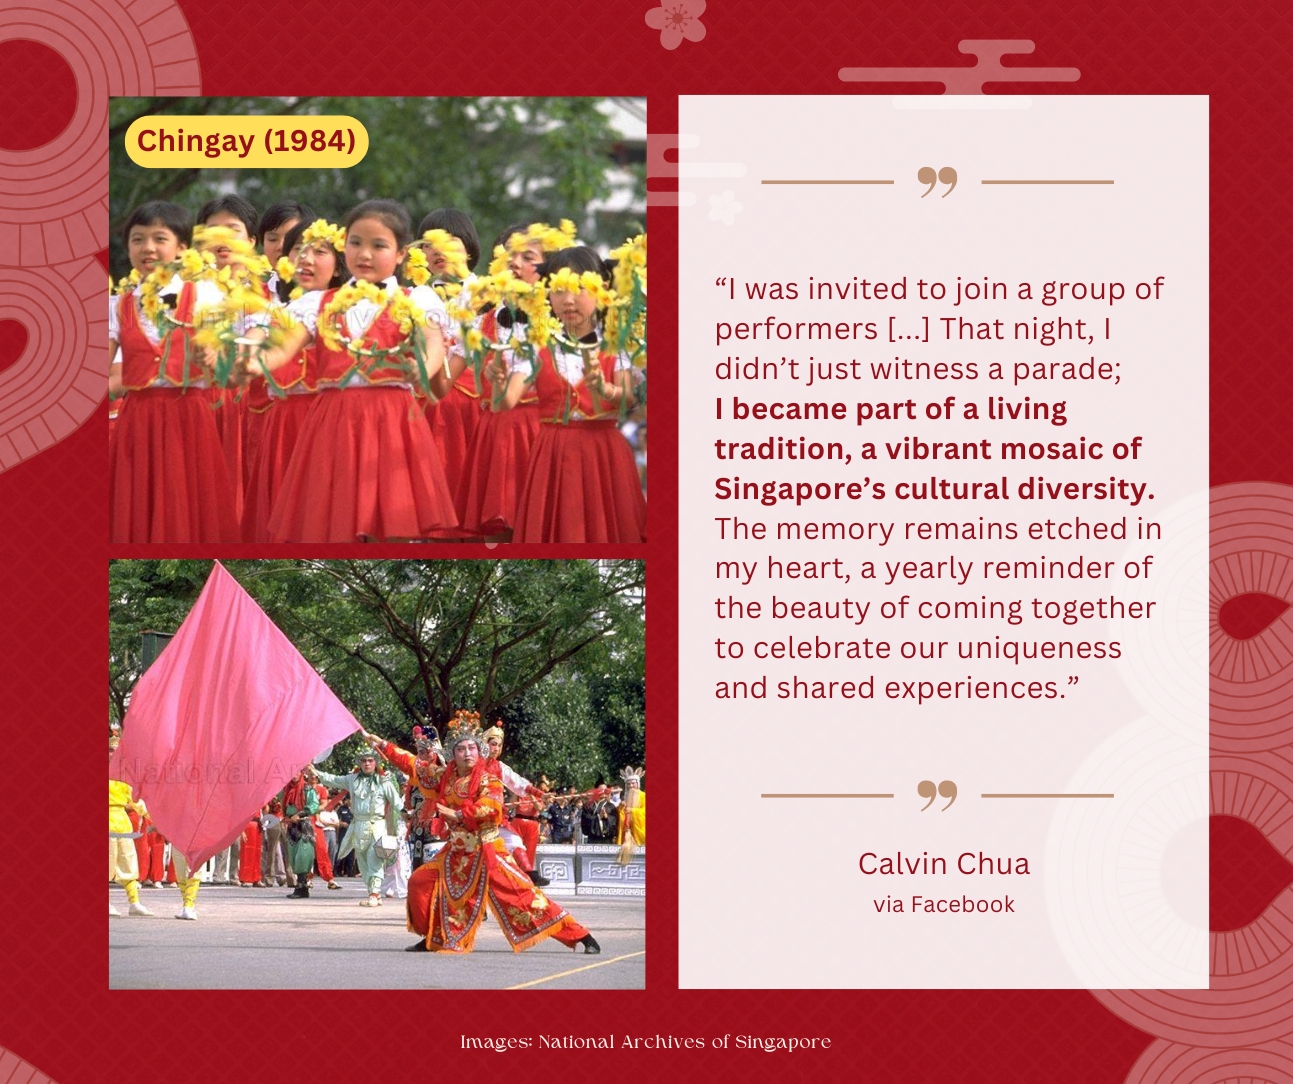 Chingay (1984)
National Archives of
National Ar
“I was invited to join a group of
performers [...] That night, I
didn’t just witness a parade;
I became part of a living
tradition, a vibrant mosaic of
Singapore’s cultural diversity.
The memory remains etched in
my heart, a yearly reminder of
the beauty of coming together
to celebrate our uniqueness
and shared experiences.”
Calvin Chua
via Facebook
Images: National Archives of Singapore